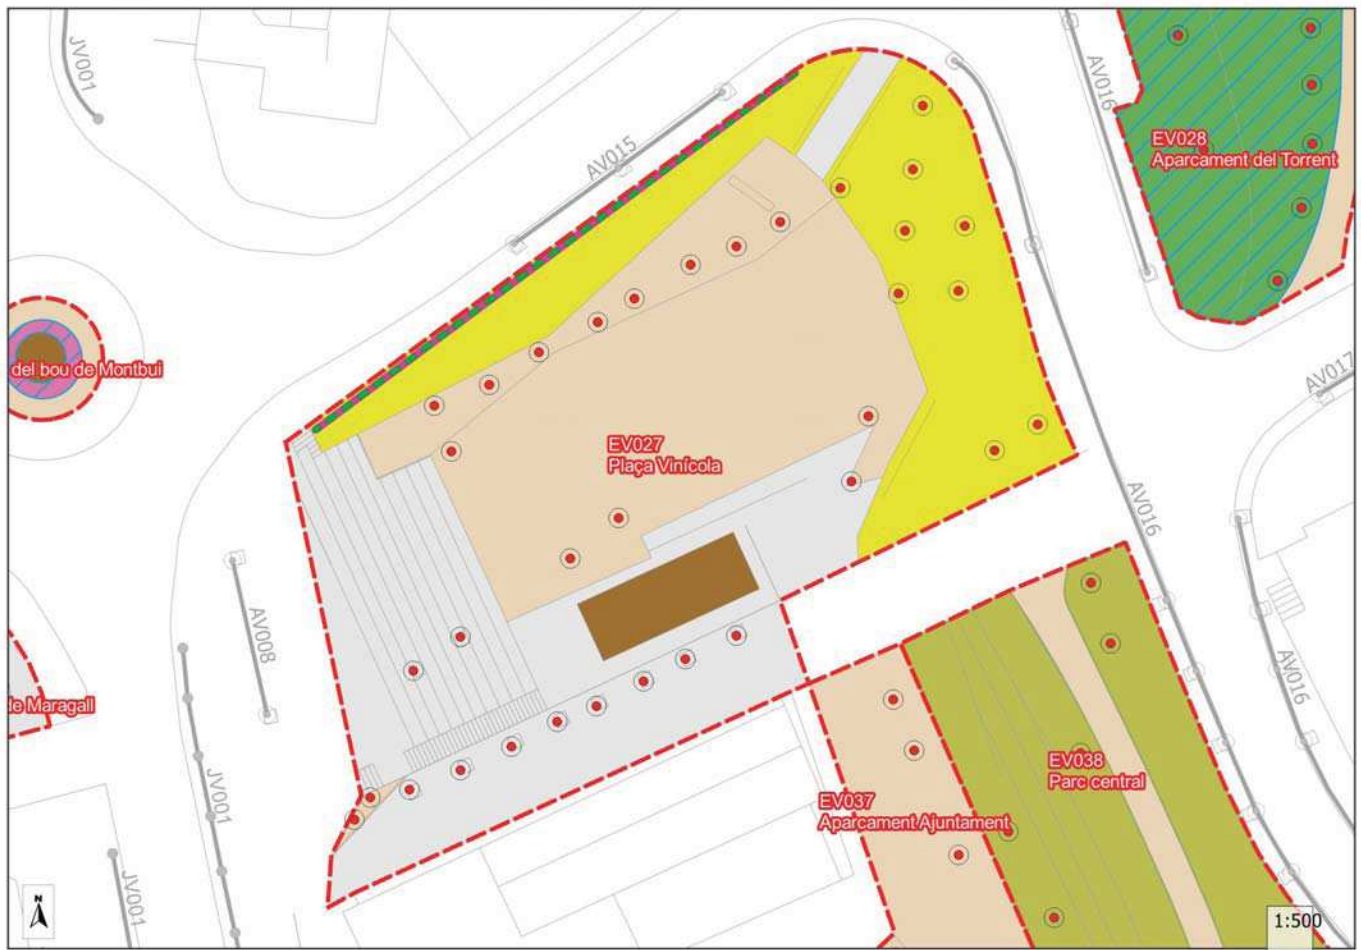 JV001
AV015
AV016
EV028
Aparcament del Torrent
del bou de Montbui
AV017
EV027
Plaça Vinícola
AV016
AV008
AV016
de Maragall
JV001
EV038
Parc central
EV037
Aparcament Ajuntament
JV001
N
1:500